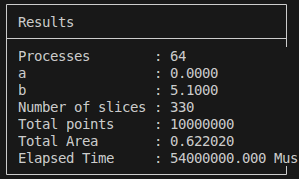 Results
Processes : 64
a : 0.0000
b : 5.1000
Number of slices : 330
Total points : 10000000
Total Area : 0.622020
Elapsed Time : 54000000.000 Mus